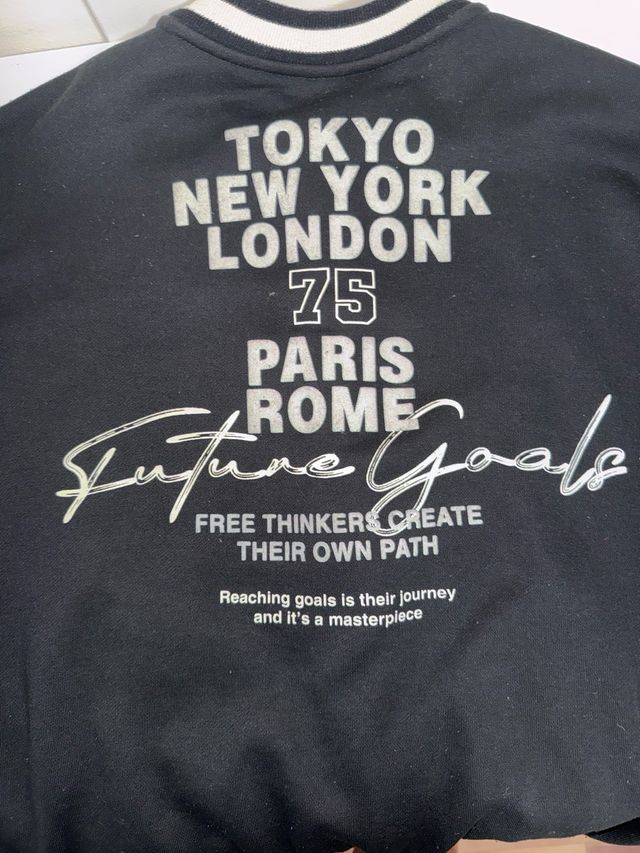 TOKYO
NEW YORK
LONDON
75
PARIS
ROME
Future Goals
FREE THINKERS CREATE
THEIR OWN PATH
Reaching goals is their journey
and it's a masterpiece